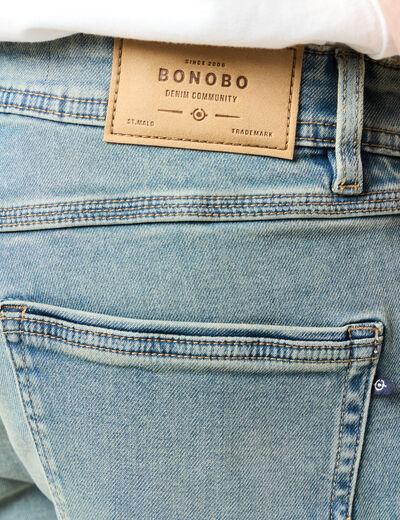 SINCE 2006
BONOBO
DENIM COMMUNITY
ST. MALO TRADEMARK